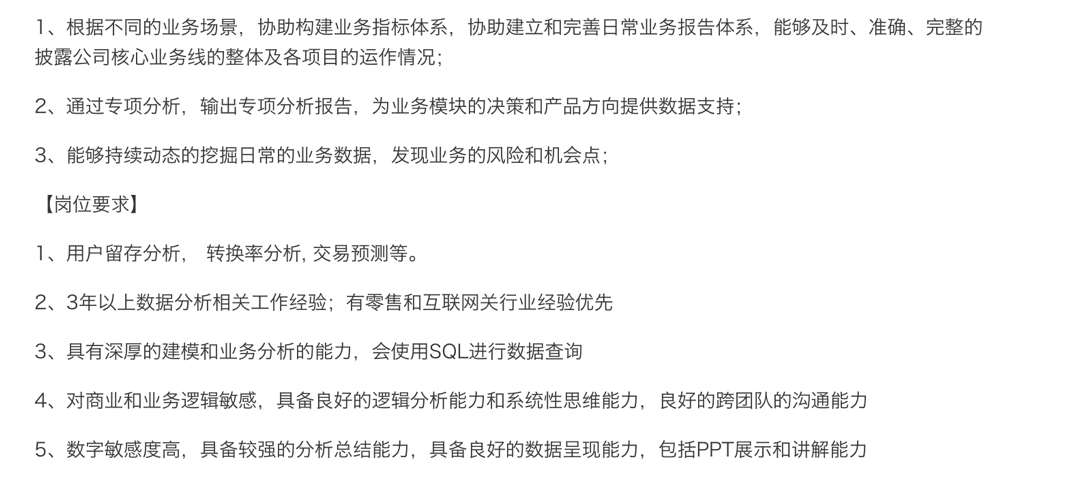 1、根据不同的业务场景，协助构建业务指标体系，协助建立和完善日常业务报告体系，能够及时、准确、完整的
披露公司核心业务线的整体及各项目的运作情况；
2、通过专项分析，输出专项分析报告，为业务模块的决策和产品方向提供数据支持；
3、能够持续动态的挖掘日常的业务数据，发现业务的风险和机会点；
【岗位要求】
1、用户留存分析， 转换率分析, 交易预测等。
2、3年以上数据分析相关工作经验；有零售和互联网关行业经验优先
3、具有深厚的建模和业务分析的能力，会使用SQL进行数据查询
4、对商业和业务逻辑敏感，具备良好的逻辑分析能力和系统性思维能力，良好的跨团队的沟通能力
5、数字敏感度高，具备较强的分析总结能力，具备良好的数据呈现能力，包括PPT展示和讲解能力